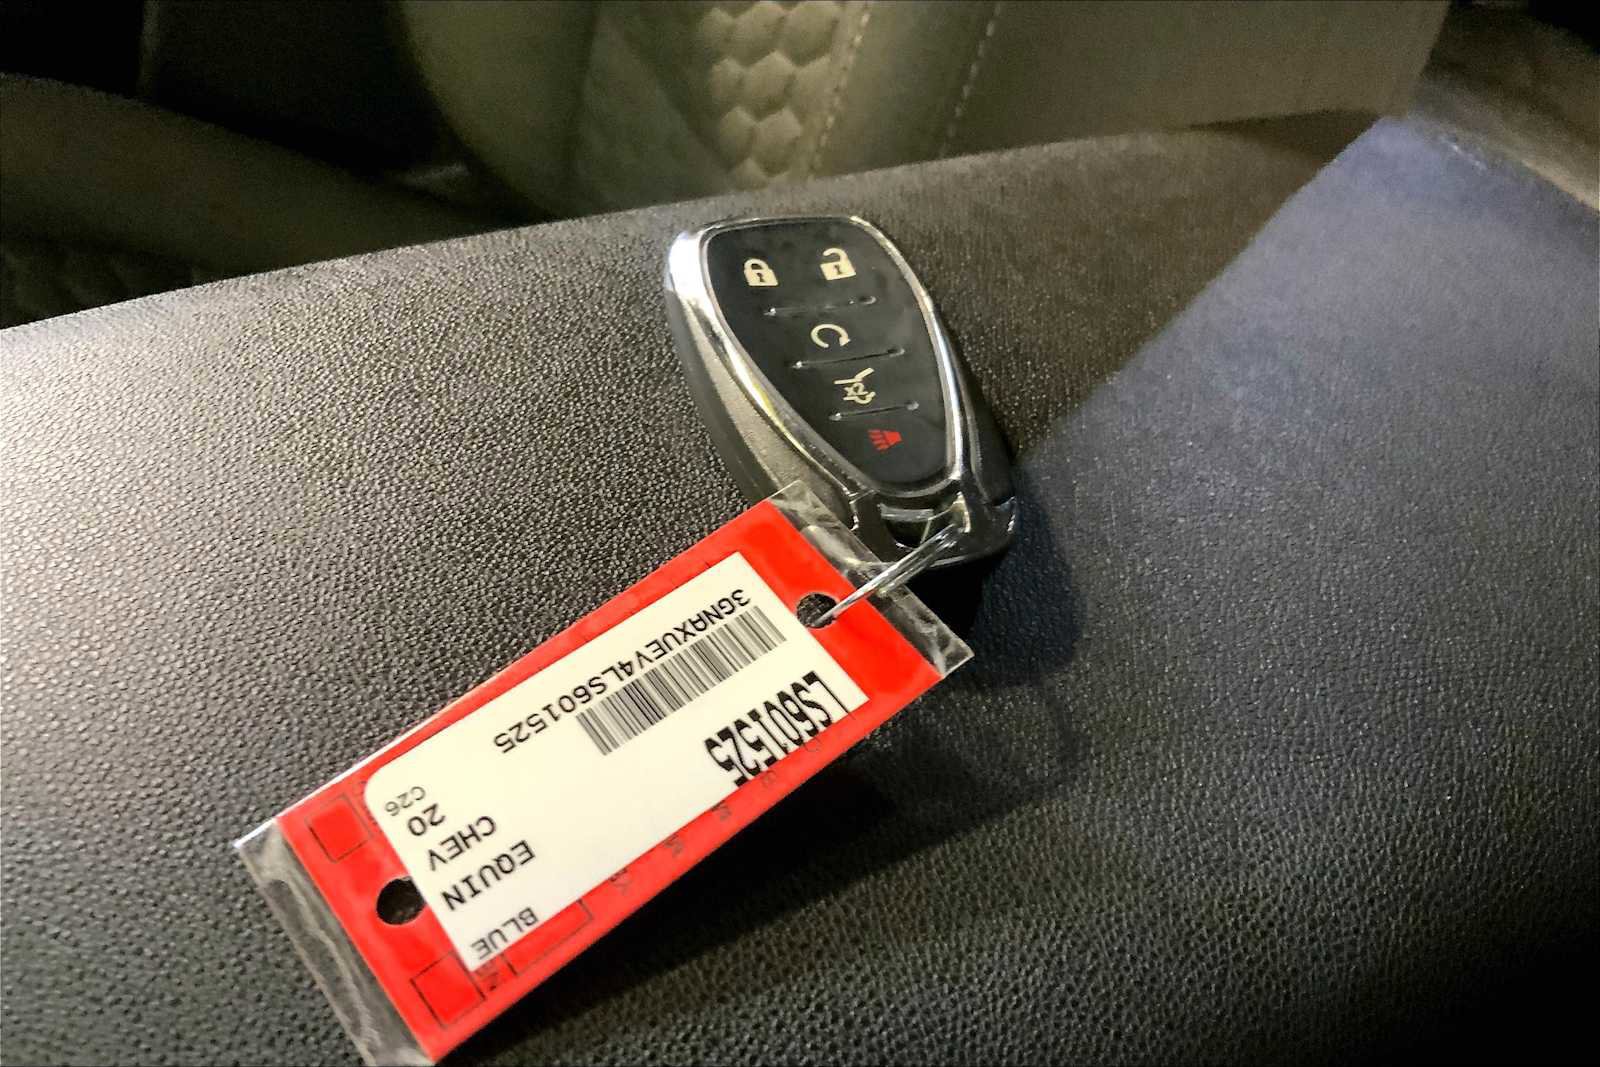 3GNAXUEV4LS601525
LS601525
C26
20
CHEV
EQUIN
BLUE